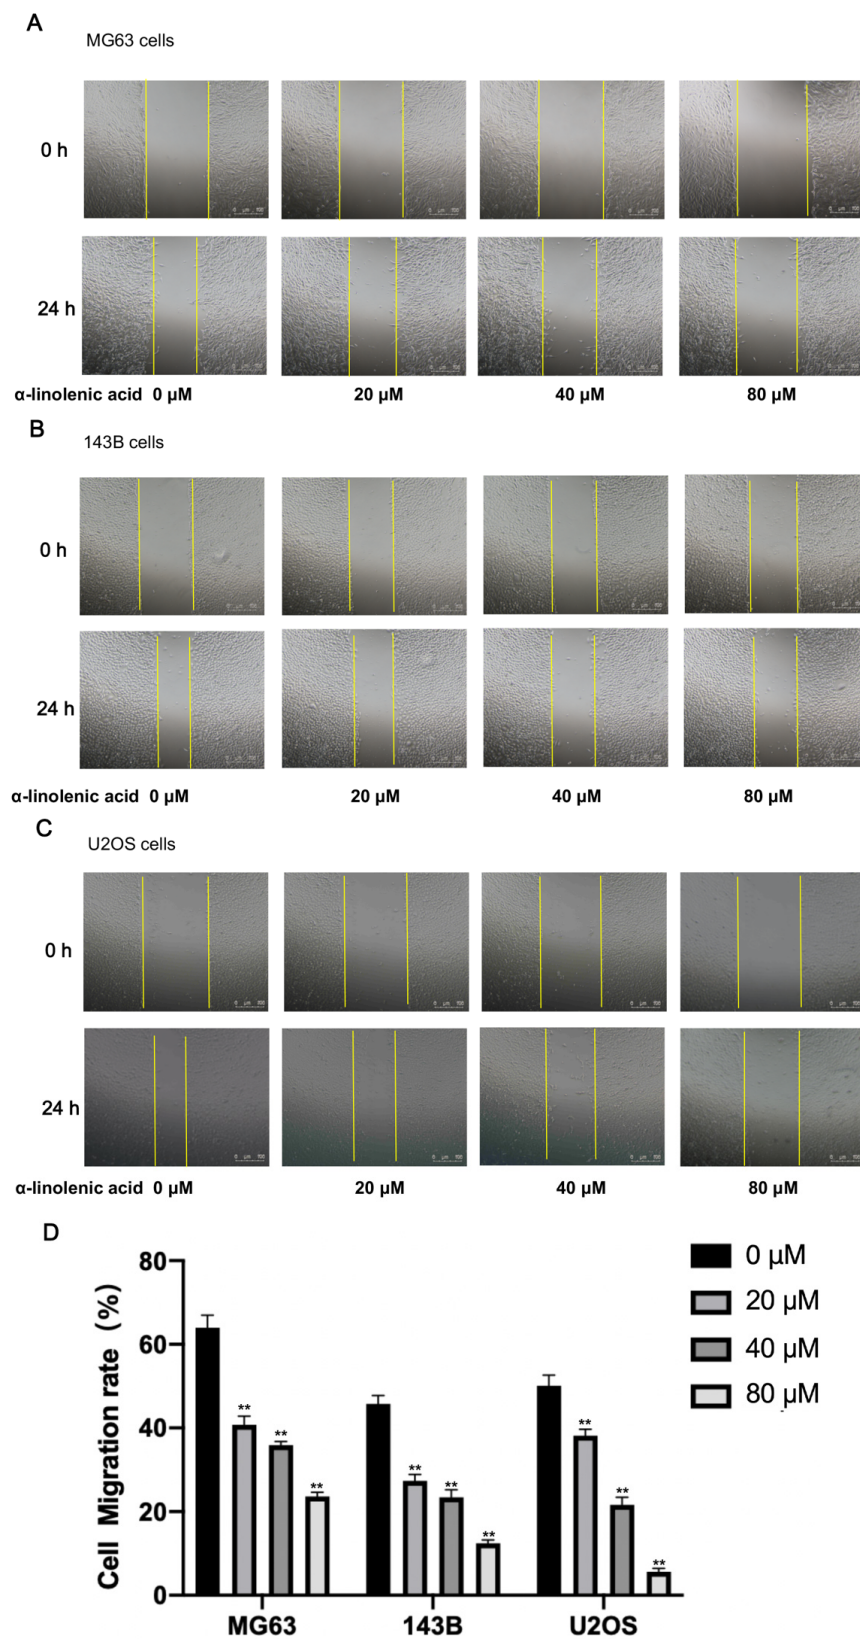 A
MG63 cells
0 h
24 h
α-linolenic acid 0 μM 20 μM 40 μM 80 μM
B
143B cells
0 h
24 h
α-linolenic acid 0 μM 20 μM 40 μM 80 μM
C
U2OS cells
0 h
24 h
α-linolenic acid 0 μM 20 μM 40 μM 80 μM
D
Cell Migration rate (%)
80
60
40
20
0
** ** **
** ** **
** ** **
MG63 143B U2OS
0 μM
20 μM
40 μM
80 μM